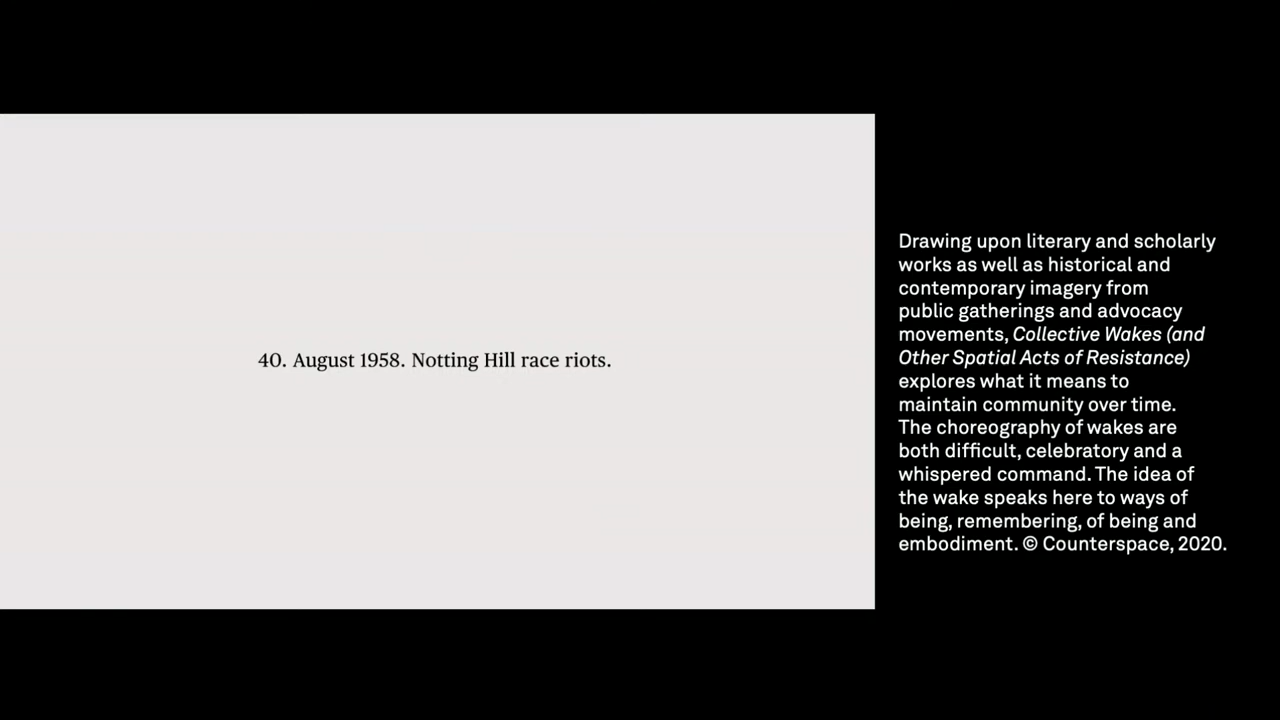 40. August 1958. Notting Hill race riots.
Drawing upon literary and scholarly
works as well as historical and
contemporary imagery from
public gatherings and advocacy
movements, Collective Wakes (and
Other Spatial Acts of Resistance)
explores what it means to
maintain community over time.
The choreography of wakes are
both difficult, celebratory and a
whispered command. The idea of
the wake speaks here to ways of
being, remembering, of being and
embodiment. © Counterspace, 2020.